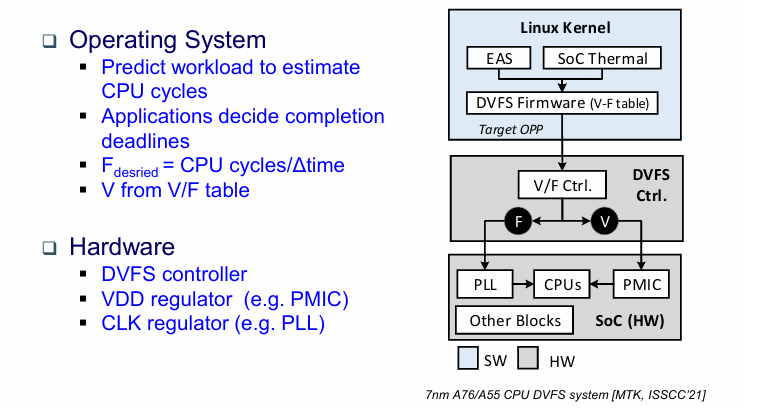 Operating System
Predict workload to estimate
CPU cycles
Applications decide completion
deadlines
Fdesried = CPU cycles/Δtime
V from V/F table
Hardware
DVFS controller
VDD regulator (e.g. PMIC)
CLK regulator (e.g. PLL)
Linux Kernel
EAS
SoC Thermal
DVFS Firmware (V-F table)
Target OPP
DVFS
Ctrl.
V/F Ctrl.
F
V
PLL
CPUs
PMIC
Other Blocks
SoC (HW)
SW
HW
7nm A76/A55 CPU DVFS system [MTK, ISSCC'21]